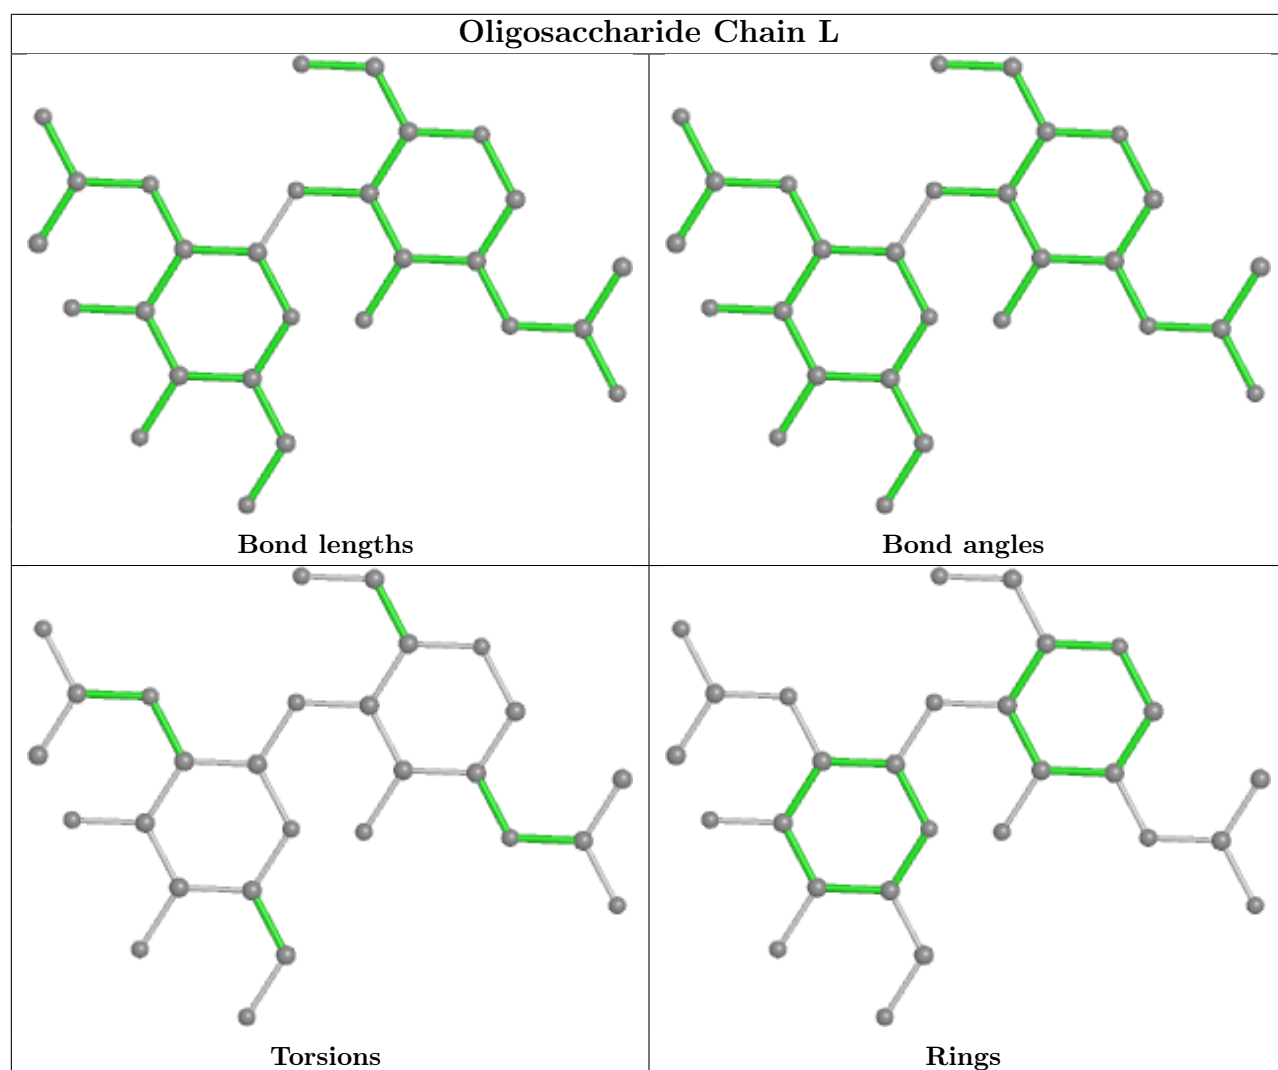 Oligosaccharide Chain L
Bond lengths
Bond angles
Torsions
Rings